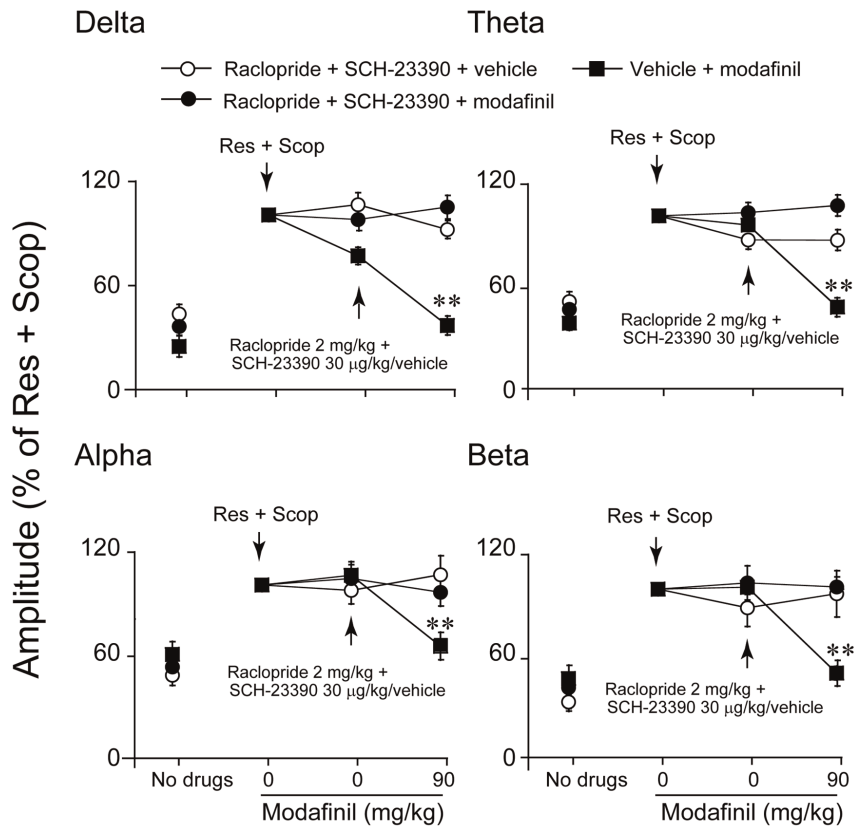 Delta
Theta
Raclopride + SCH-23390 + vehicle
Vehicle + modafinil
Raclopride + SCH-23390 + modafinil
Res + Scop
120
60
0
**
Raclopride 2 mg/kg +
SCH-23390 30 μg/kg/vehicle
Res + Scop
120
60
0
**
Raclopride 2 mg/kg +
SCH-23390 30 μg/kg/vehicle
Amplitude (% of Res + Scop)
Alpha
Beta
Res + Scop
120
60
0
**
Raclopride 2 mg/kg +
SCH-23390 30 μg/kg/vehicle
No drugs 0 0 90
Modafinil (mg/kg)
Res + Scop
120
60
0
**
Raclopride 2 mg/kg +
SCH-23390 30 μg/kg/vehicle
No drugs 0 0 90
Modafinil (mg/kg)